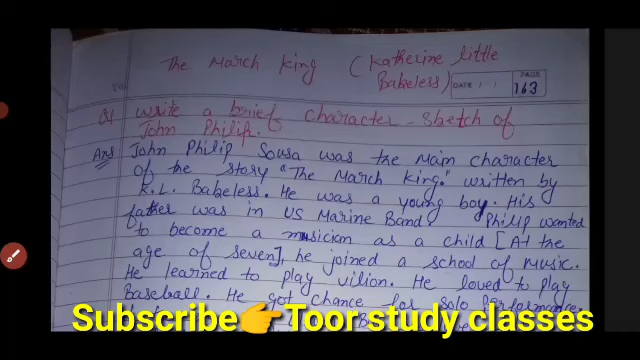 The March King (Katherine little
Babeless)
DATE
PAGE
163
Q1 write a brief character - Sketch of
John Philip.
Ans John Philip Sousa was the Main character
of the story "The March King." written by
K.L. Babeless. He was a young boy. His
father was in US Marine Band. Philip wanted
to become a musician as a child [At the
age of seven], he joined a school of Music.
He learned to play vilion. He loved to play
Baseball. He got chance for solo Performance
Subscribe👉Toor study classes